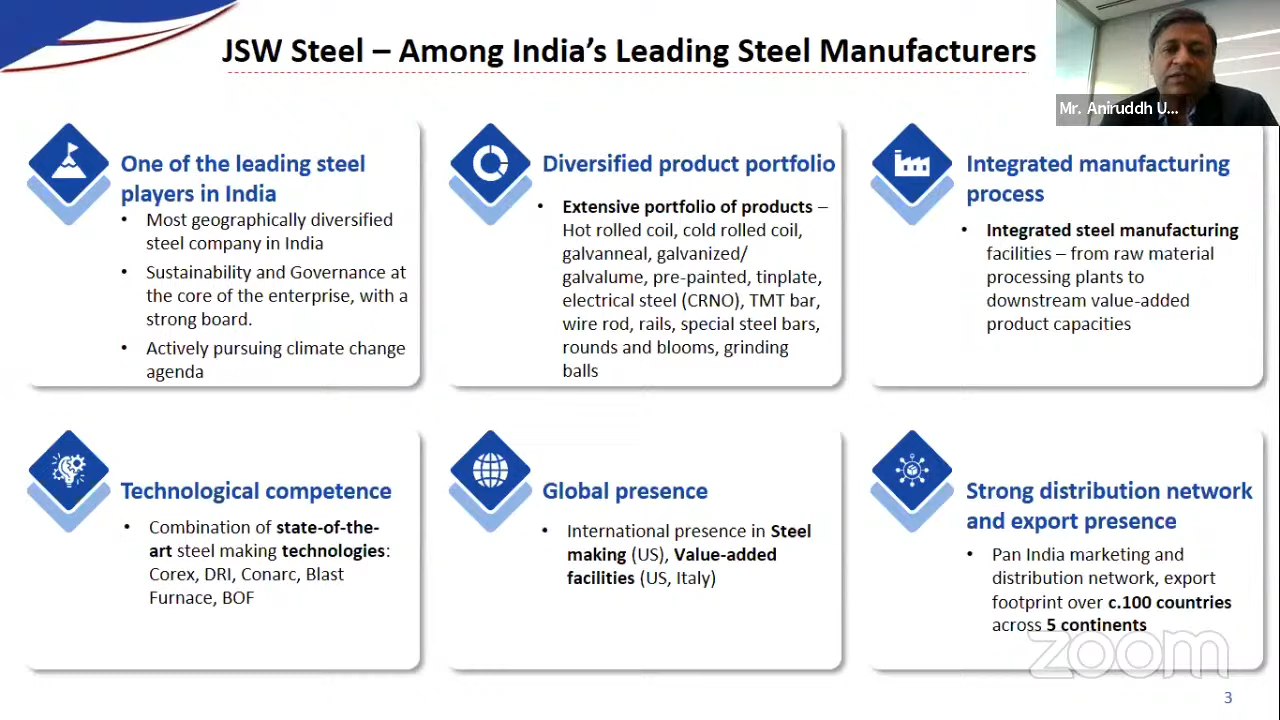 JSW Steel – Among India's Leading Steel Manufacturers
Mr. Aniruddh U...
One of the leading steel
players in India
• Most geographically diversified
steel company in India
• Sustainability and Governance at
the core of the enterprise, with a
strong board.
• Actively pursuing climate change
agenda
Diversified product portfolio
• Extensive portfolio of products –
Hot rolled coil, cold rolled coil,
galvanneal, galvanized/
galvalume, pre-painted, tinplate,
electrical steel (CRNO), TMT bar,
wire rod, rails, special steel bars,
rounds and blooms, grinding
balls
Integrated manufacturing
process
• Integrated steel manufacturing
facilities – from raw material
processing plants to
downstream value-added
product capacities
Technological competence
• Combination of state-of-the-
art steel making technologies:
Corex, DRI, Conarc, Blast
Furnace, BOF
Global presence
• International presence in Steel
making (US), Value-added
facilities (US, Italy)
Strong distribution network
and export presence
• Pan India marketing and
distribution network, export
footprint over c.100 countries
across 5 continents
zoom
3